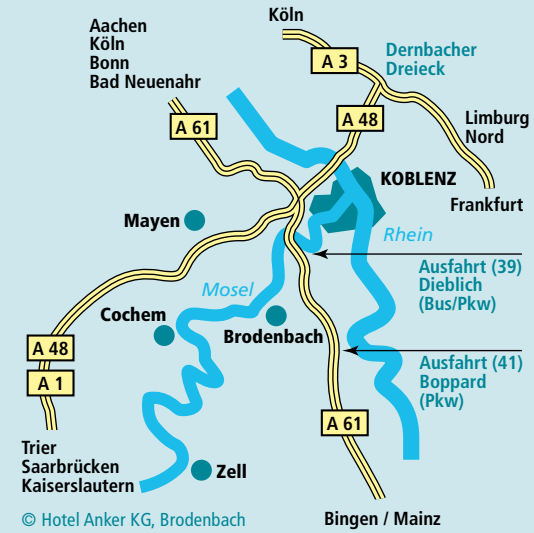 Köln
Aachen
Köln
Bonn
Bad Neuenahr
Dernbacher
Dreieck
A 3
A 61
A 48
Limburg
Nord
KOBLENZ
Frankfurt
Mayen
Rhein
Ausfahrt (39)
Dieblich
(Bus/Pkw)
Mosel
Cochem
Brodenbach
A 48
A 1
Ausfahrt (41)
Boppard
(Pkw)
A 61
Trier
Saarbrücken
Kaiserslautern
Zell
© Hotel Anker KG, Brodenbach
Bingen / Mainz